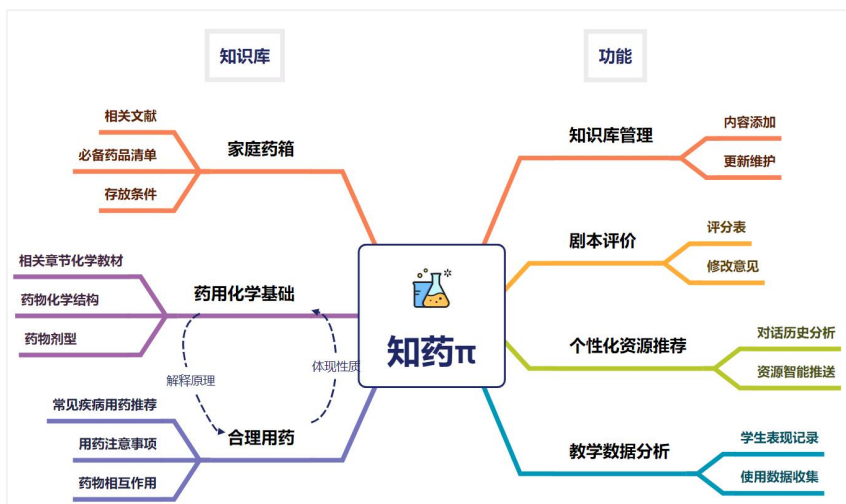 知识库
功能
相关文献
必备药品清单
存放条件
家庭药箱
相关章节化学教材
药物化学结构
药物剂型
药用化学基础
解释原理
体现性质
常见疾病用药推荐
用药注意事项
药物相互作用
合理用药
知药π
知识库管理
内容添加
更新维护
剧本评价
评分表
修改意见
个性化资源推荐
对话历史分析
资源智能推送
教学数据分析
学生表现记录
使用数据收集